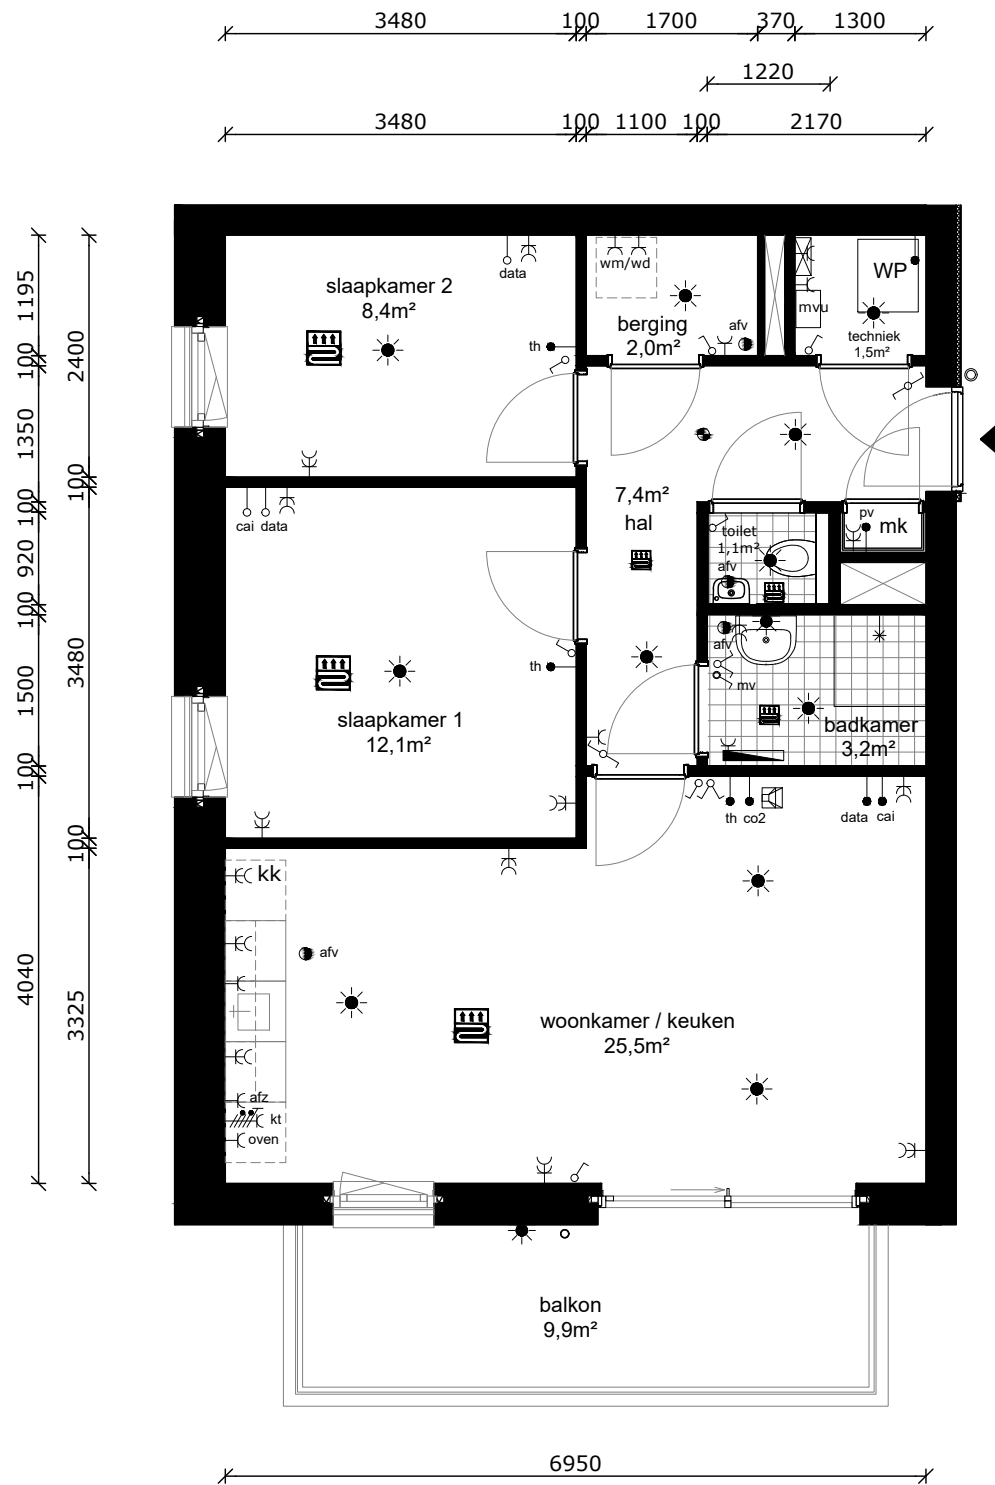 3480 100 1700 370 1300
1220
3480 100 1100 100 2170
1195
100
1350
100
920
100
1500
100
4040
2400
100
3480
100
3325
slaapkamer 2
8,4m²
data
th
wm/wd
berging
2,0m²
afv
WP
mvu
techniek
1,5m²
7,4m²
hal
toilet
1,1m²
afv
pv
mk
cai data
th
slaapkamer 1
12,1m²
afv
mv
badkamer
3,2m²
th co2
data cai
kk
afv
woonkamer / keuken
25,5m²
afz
kt
oven
balkon
9,9m²
6950